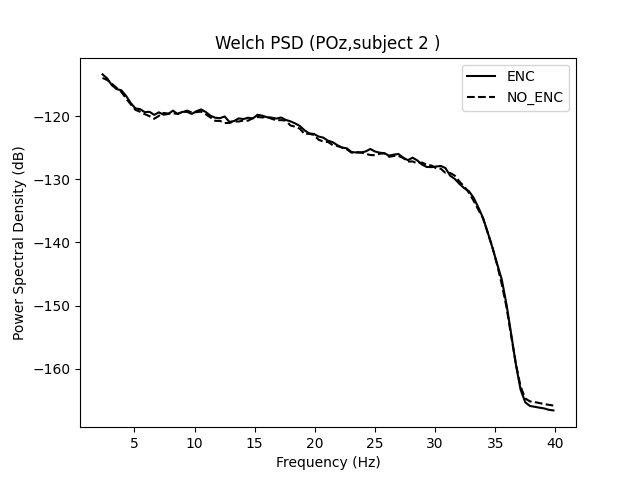 Welch PSD (POz,subject 2 )
ENC
NO_ENC
Power Spectral Density (dB)
−120
−130
−140
−150
−160
5 10 15 20 25 30 35 40
Frequency (Hz)